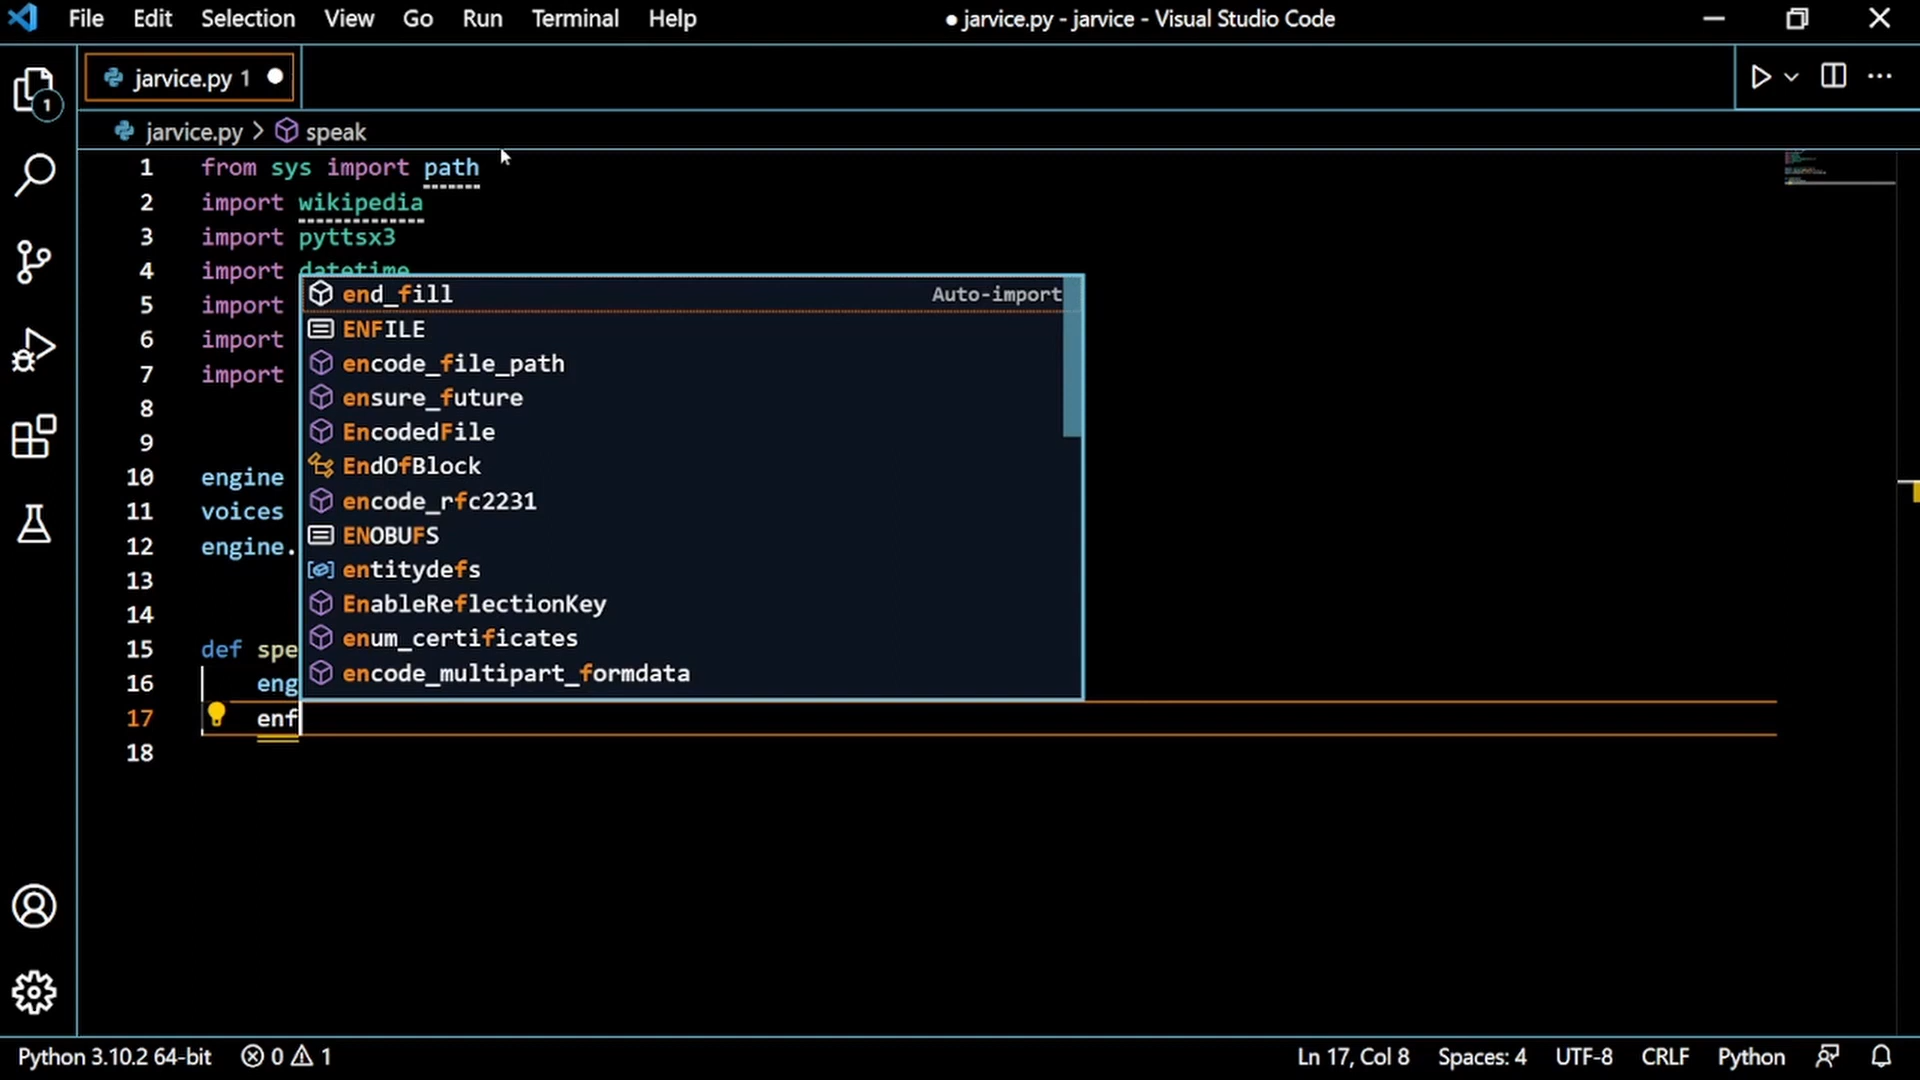 File Edit Selection View Go Run Terminal Help ● jarvice.py - jarvice - Visual Studio Code
jarvice.py 1
jarvice.py > speak
1 from sys import path
2 import wikipedia
3 import pyttsx3
4 import datetime
5 import
6 import
7 import
8
9
10 engine
11 voices
12 engine.
13
14
15 def spe
16 eng
17 enf
18
end_fill Auto-import
ENFILE
encode_file_path
ensure_future
EncodedFile
EndOfBlock
encode_rfc2231
ENOBUFS
entitydefs
EnableReflectionKey
enum_certificates
encode_multipart_formdata
1
Python 3.10.2 64-bit 0 1 Ln 17, Col 8 Spaces: 4 UTF-8 CRLF Python